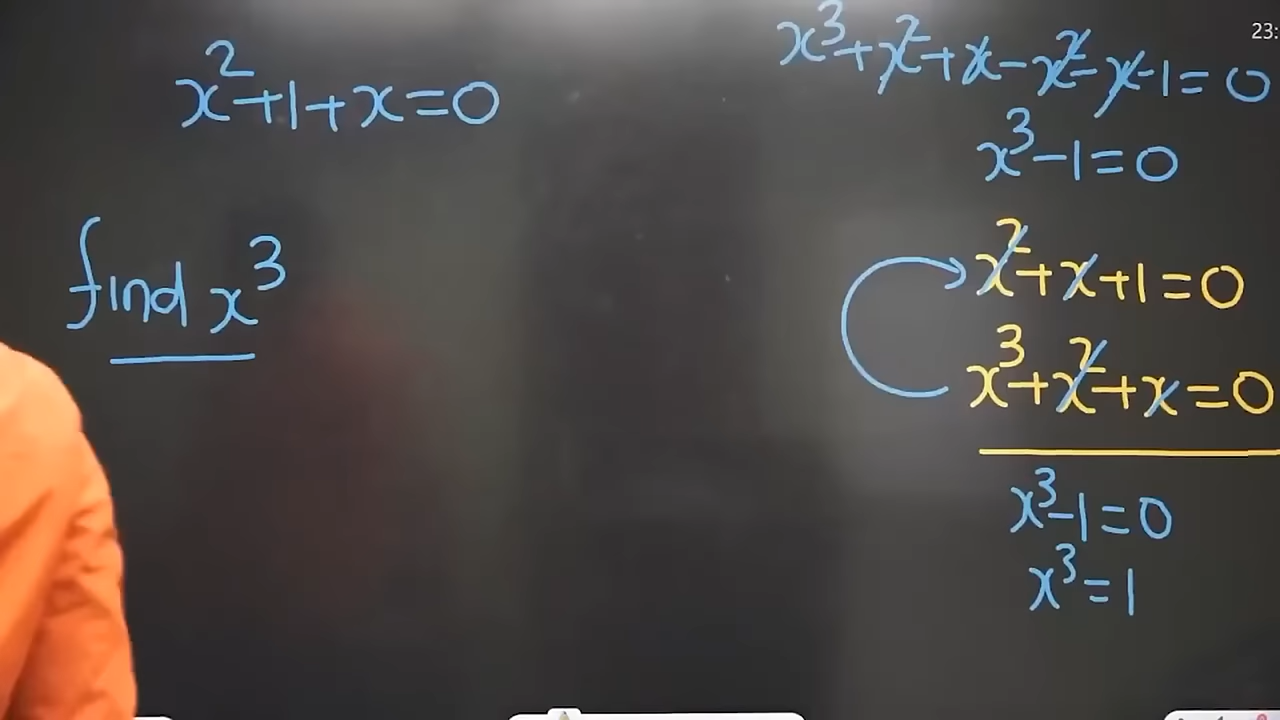 x²+1+x=0
find x³
23:
x³+x²+x-x²-x-1=0
x³-1=0
x²+x+1=0
x³+x²+x=0
x³-1=0
x³=1